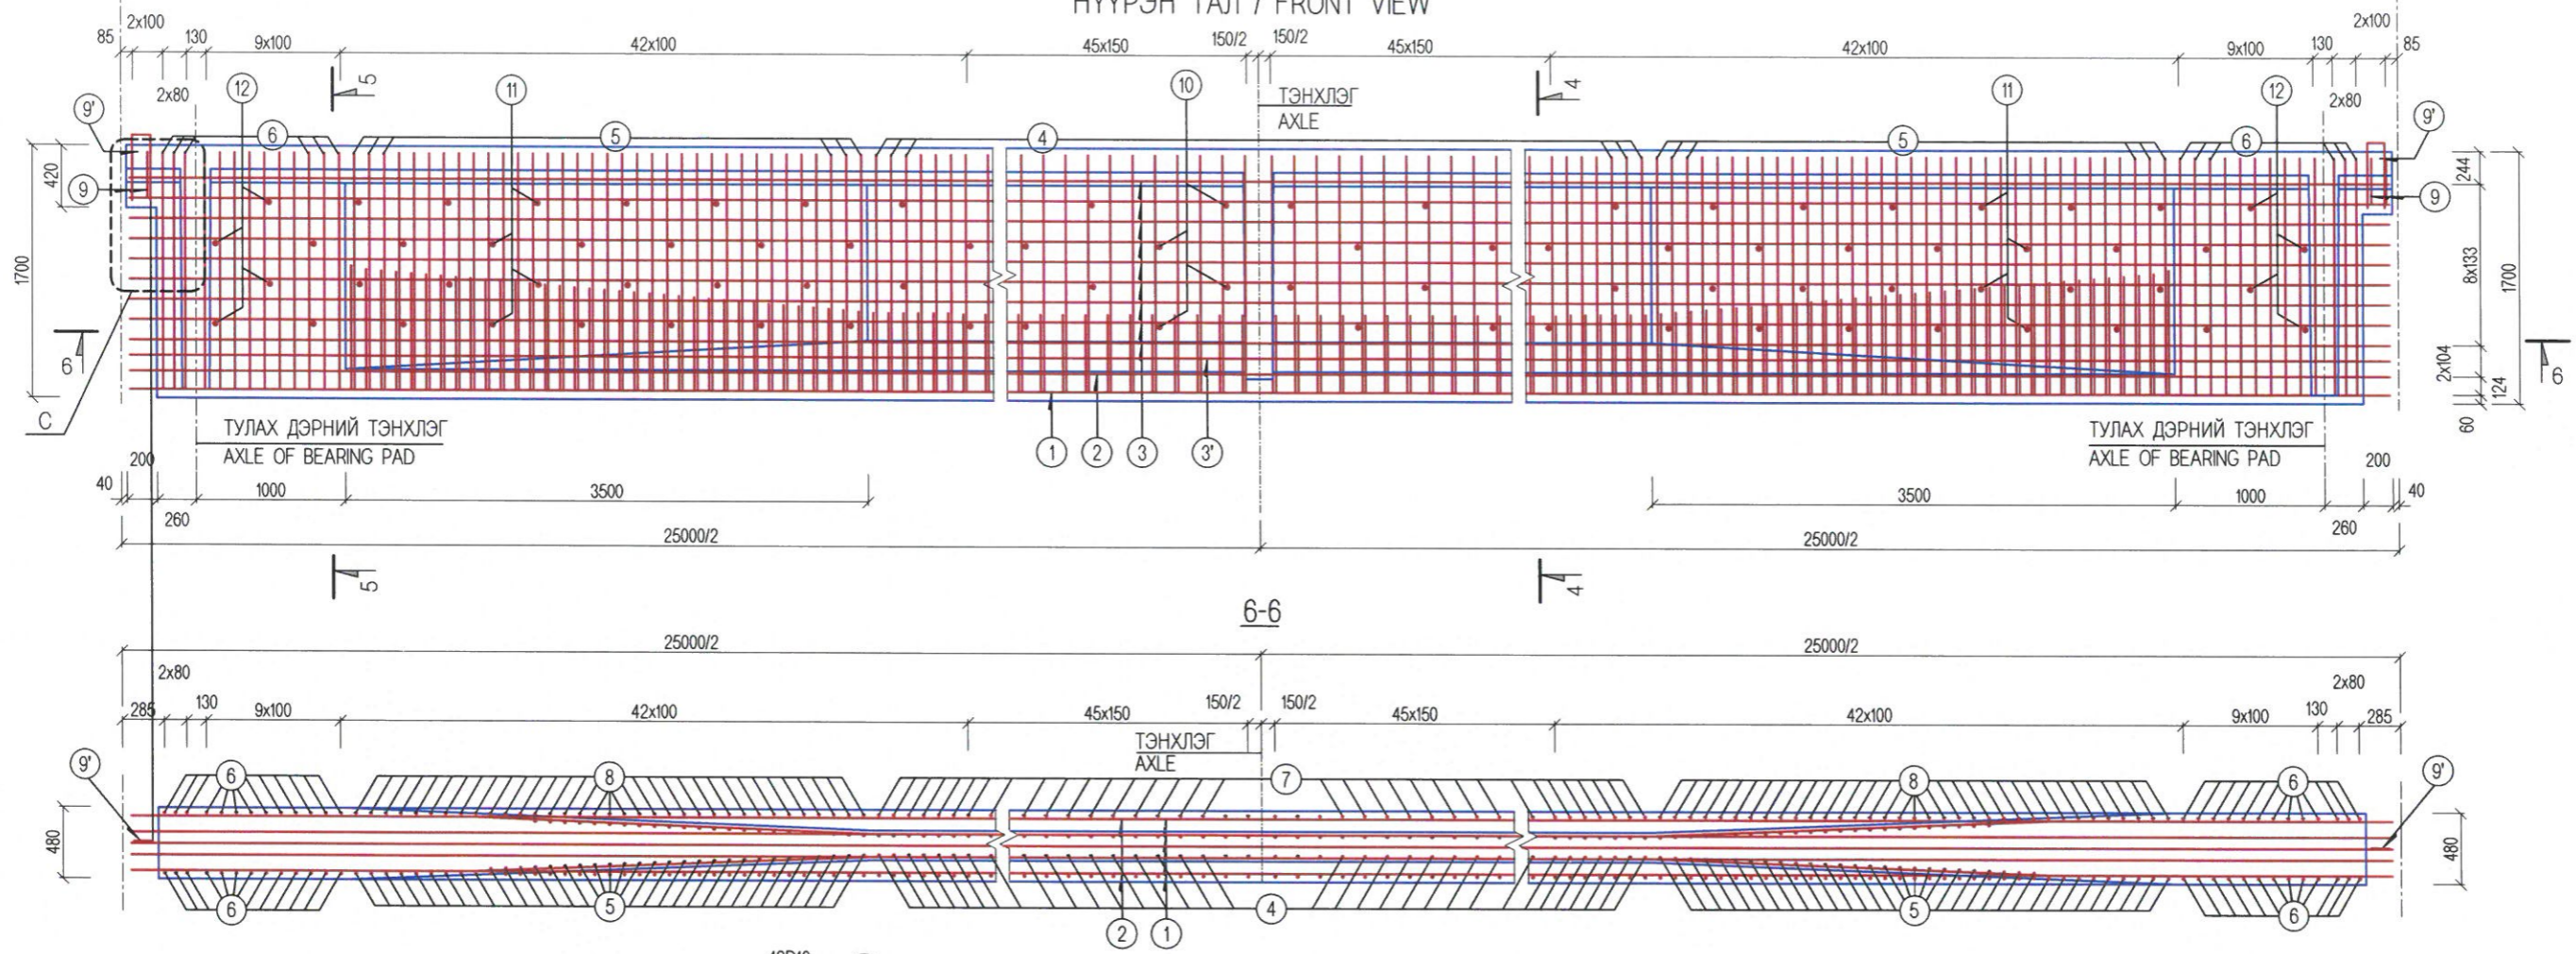 НҮҮРЭН ТАЛ / FRONT VIEW
2x100 2x100
85 130 9x100 42x100 45x150 150/2 150/2 45x150 42x100 9x100 130 85
5 4
2x80 12 11 10 ТЭНХЛЭГ 11 12 2x80
AXLE
9' 6 5 4 5 6 9'
420 9 244 9
1700 8x133 1700
6 2x104 6
124
C 60
ТУЛАХ ДЭРНИЙ ТЭНХЛЭГ 1 2 3 3' ТУЛАХ ДЭРНИЙ ТЭНХЛЭГ
AXLE OF BEARING PAD AXLE OF BEARING PAD
200 200
40 1000 3500 3500 1000 40
260 260
25000/2 25000/2
5 4
6-6
25000/2 25000/2
2x80 2x80
285 130 9x100 42x100 45x150 150/2 150/2 45x150 42x100 9x100 130 285
ТЭНХЛЭГ
AXLE
9' 6 8 7 8 6 9'
480 480
6 5 4 5 6
2 1